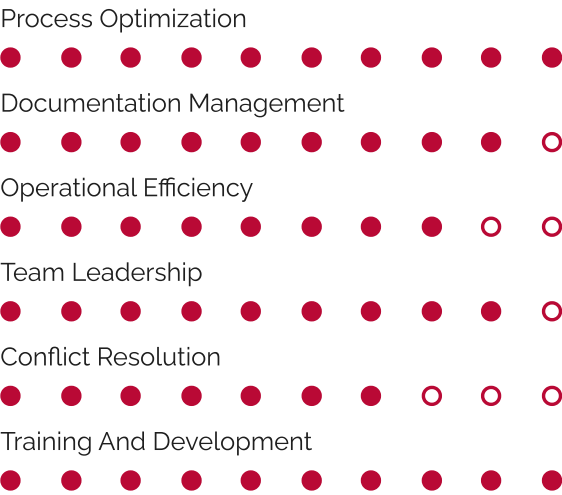 Process Optimization
Documentation Management
Operational Efficiency
Team Leadership
Conflict Resolution
Training And Development